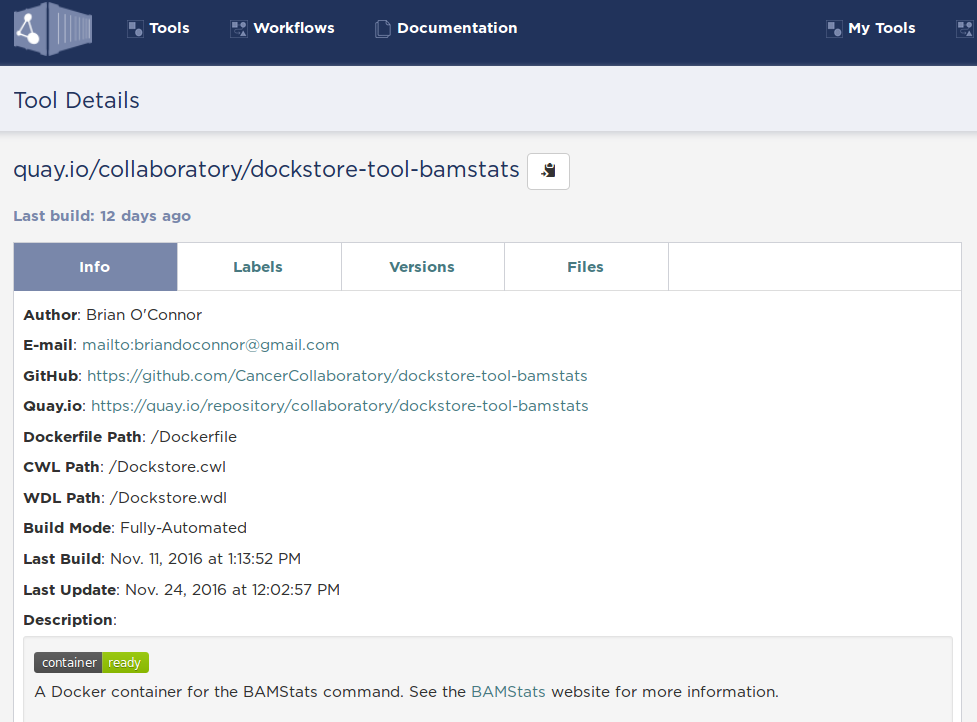 Tools Workflows Documentation My Tools
Tool Details
quay.io/collaboratory/dockstore-tool-bamstats
Last build: 12 days ago
Info Labels Versions Files
Author: Brian O'Connor
E-mail: mailto:briandoconnor@gmail.com
GitHub: https://github.com/CancerCollaboratory/dockstore-tool-bamstats
Quay.io: https://quay.io/repository/collaboratory/dockstore-tool-bamstats
Dockerfile Path: /Dockerfile
CWL Path: /Dockstore.cwl
WDL Path: /Dockstore.wdl
Build Mode: Fully-Automated
Last Build: Nov. 11, 2016 at 1:13:52 PM
Last Update: Nov. 24, 2016 at 12:02:57 PM
Description:
container ready
A Docker container for the BAMStats command. See the BAMStats website for more information.